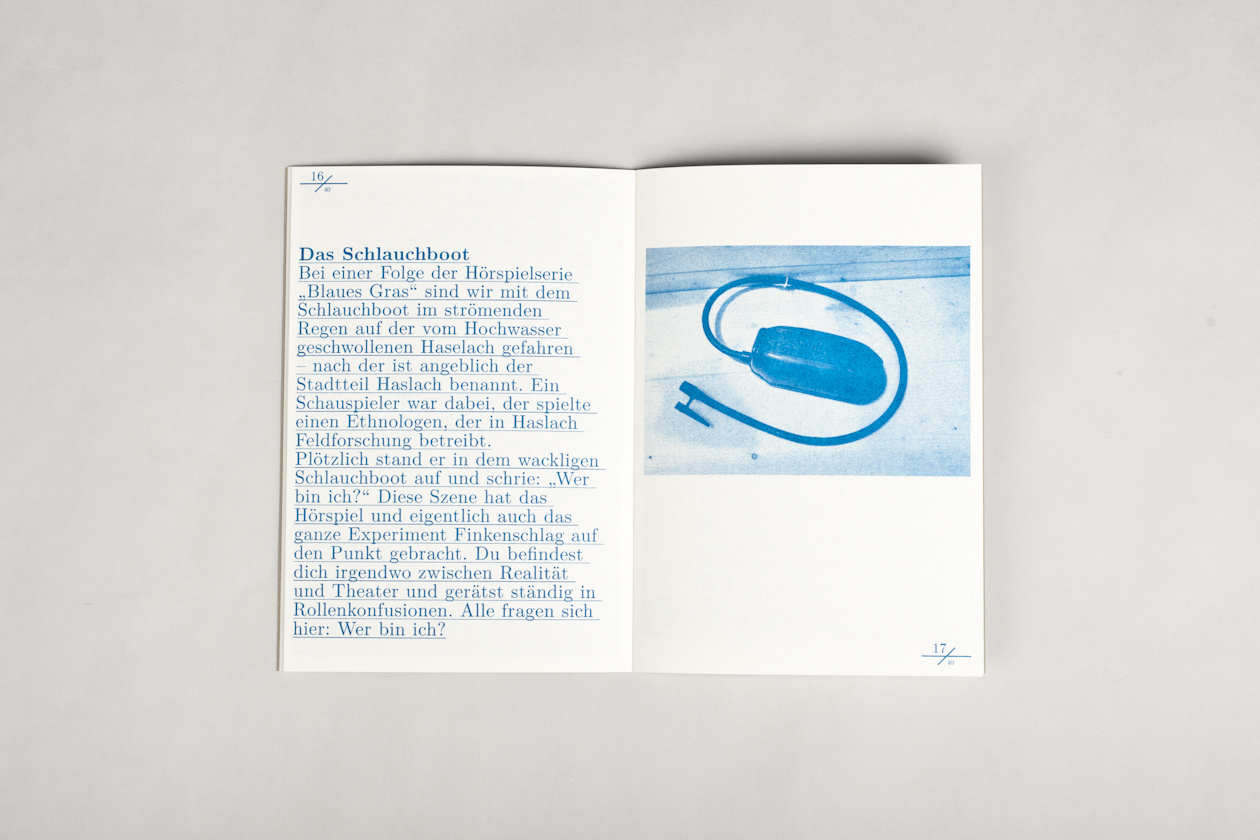 16/40
Das Schlauchboot
Bei einer Folge der Hörspielserie
„Blaues Gras“ sind wir mit dem
Schlauchboot im strömenden
Regen auf der vom Hochwasser
geschwollenen Haselach gefahren
– nach der ist angeblich der
Stadtteil Haslach benannt. Ein
Schauspieler war dabei, der spielte
einen Ethnologen, der in Haslach
Feldforschung betreibt.
Plötzlich stand er in dem wackligen
Schlauchboot auf und schrie: „Wer
bin ich?“ Diese Szene hat das
Hörspiel und eigentlich auch das
ganze Experiment Finkenschlag auf
den Punkt gebracht. Du befindest
dich irgendwo zwischen Realität
und Theater und gerätst ständig in
Rollenkonfusionen. Alle fragen sich
hier: Wer bin ich?
17/40